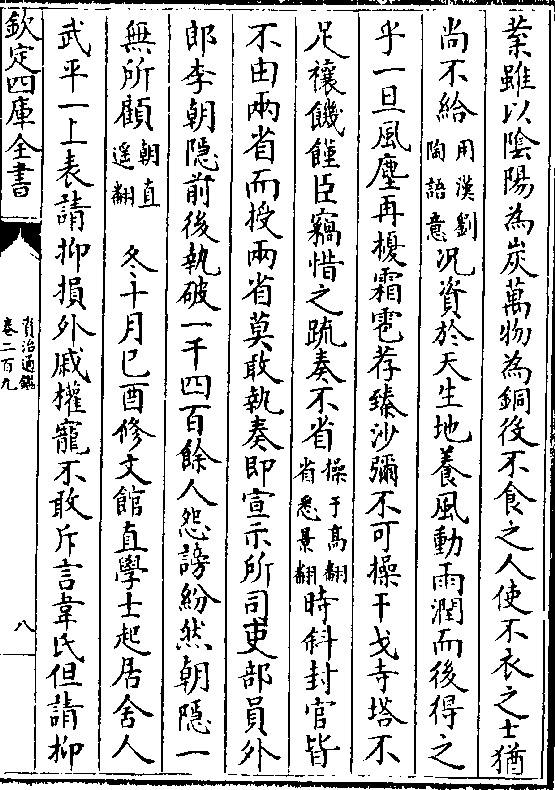 業雖以陰陽為炭萬物為銅役不食之人使不衣之士猶
尚不給用漢劉陶語意況資於天生地養風動雨潤而後得之
乎一旦風塵再擾霜雹荐臻沙彌不可操干戈寺塔不
足禳饑饉臣竊惜之疏奏不省操于高翻省悉景翻時斜封官皆
不由兩省而授兩省莫敢執奏即宣示所司吏部員外
郎李朝隱前後執破一千四百餘人怨謗紛然朝隱一
無所顧朝直遥翻 冬十月己酉修文館直學士起居舍人
武平一上表請抑損外戚權寵不敢斥言韋氏但請抑
欽定四庫全書
資治通鑑
卷二百九
八